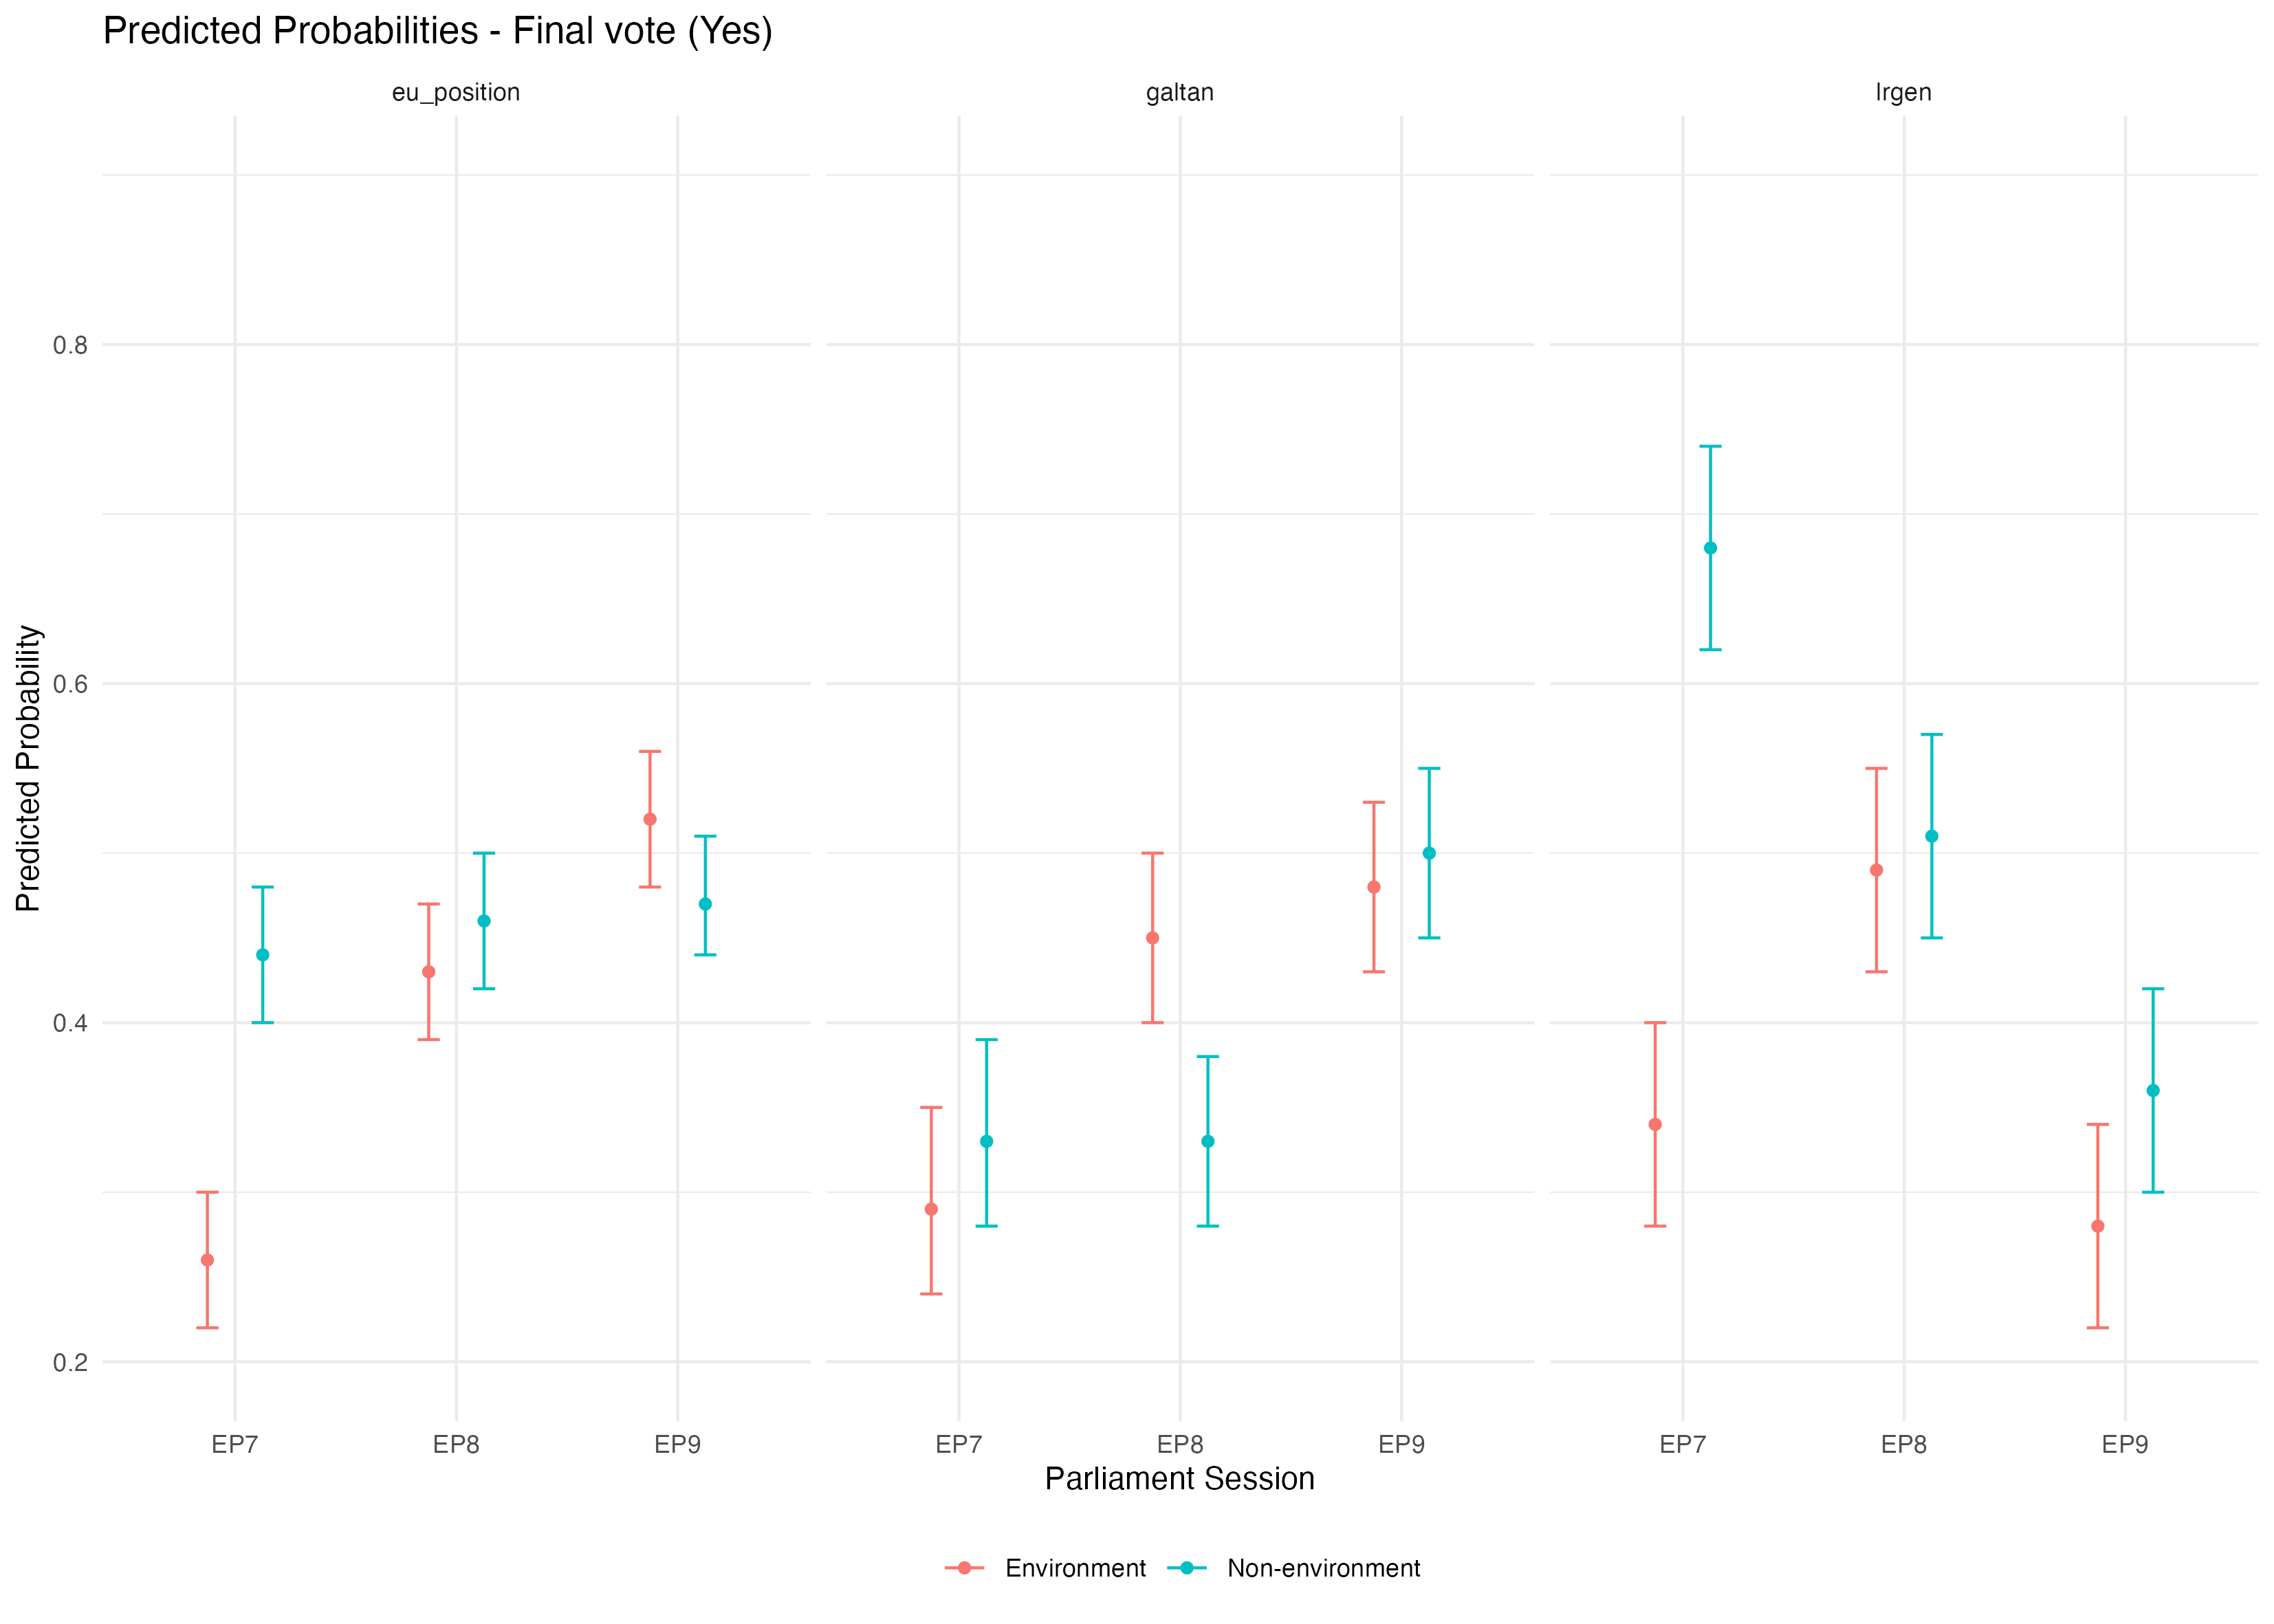 Predicted Probabilities - Final vote (Yes)
eu_position
galtan
lrgen
Predicted Probability
0.8
0.6
0.4
0.2
EP7
EP8
EP9
EP7
EP8
EP9
EP7
EP8
EP9
Parliament Session
Environment
Non-environment